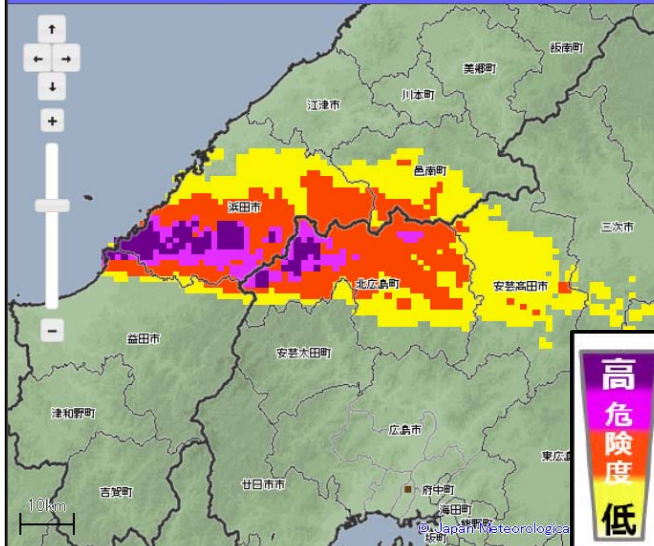 飯南町
美郷町
川本町
江津市
邑南町
浜田市
三次市
北広島町
安芸高田市
益田市
安芸太田町
津和野町
広島市
吉賀町
廿日市市
府中町
海田町
坂町
10km
© Japan Meteorologica
高
危
険
度
低